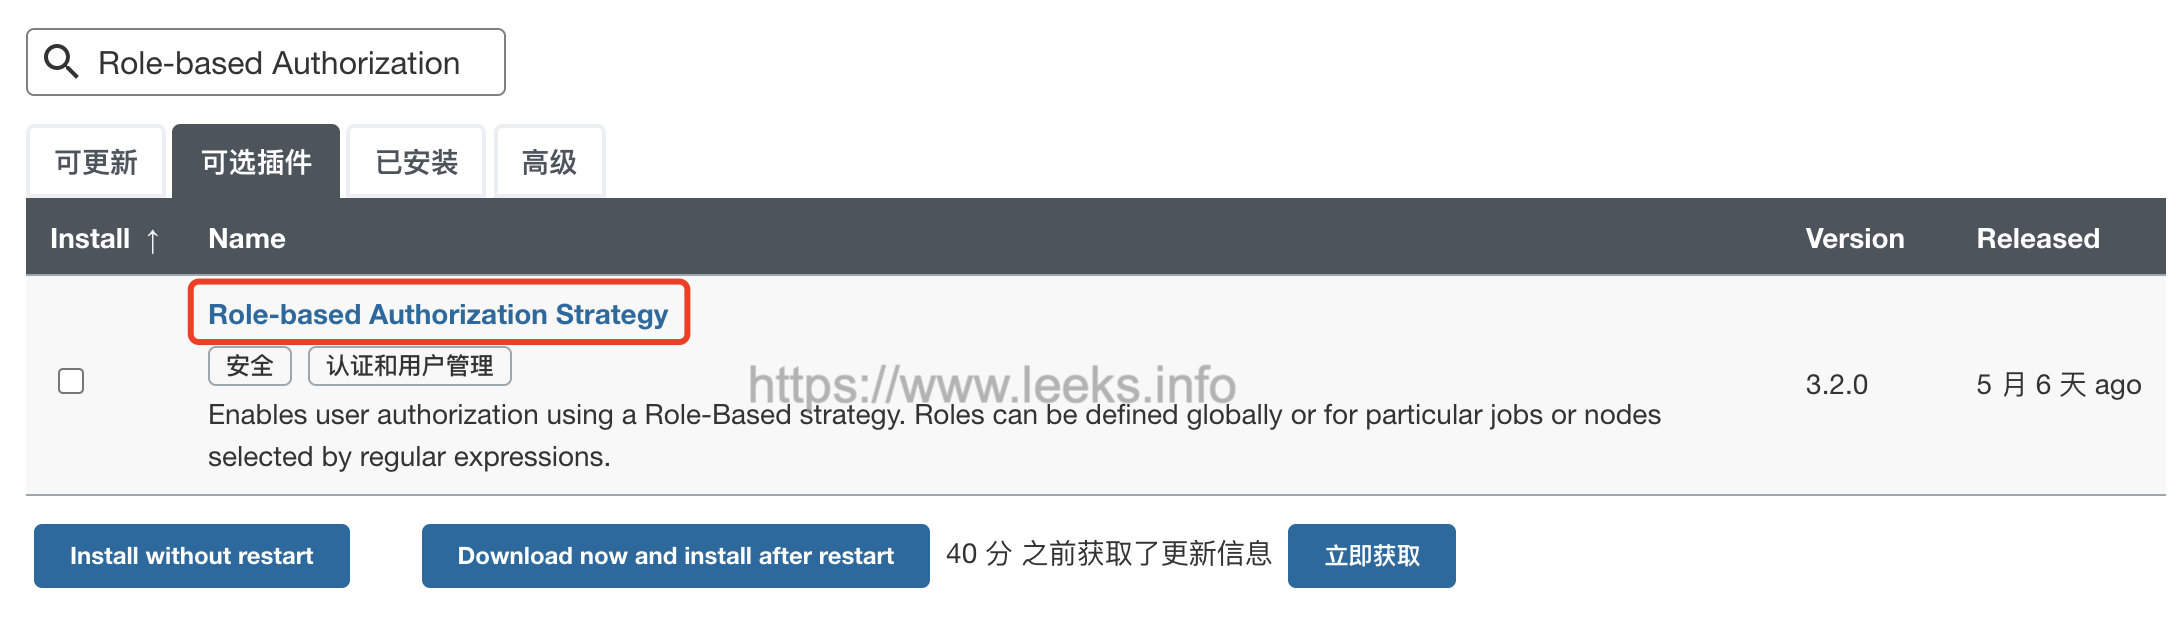 Role-based Authorization
可更新 可选插件 已安装 高级
Install ↑ Name Version Released
Role-based Authorization Strategy
安全 认证和用户管理
https://www.leeks.info
3.2.0 5 月 6 天 ago
Enables user authorization using a Role-Based strategy. Roles can be defined globally or for particular jobs or nodes
selected by regular expressions.
Install without restart Download now and install after restart 40 分 之前获取了更新信息 立即获取